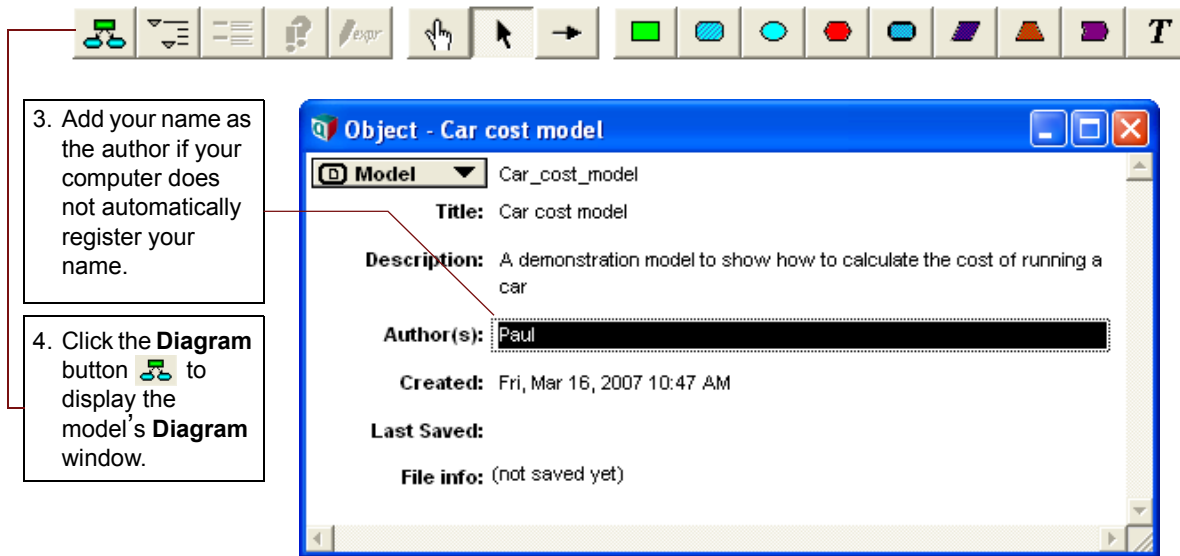 expr
T
3. Add your name as
the author if your
computer does
not automatically
register your
name.
4. Click the Diagram
button to
display the
model's Diagram
window.
Object - Car cost model
D Model Car_cost_model
Title: Car cost model
Description: A demonstration model to show how to calculate the cost of running a
car
Author(s): Paul
Created: Fri, Mar 16, 2007 10:47 AM
Last Saved:
File info: (not saved yet)